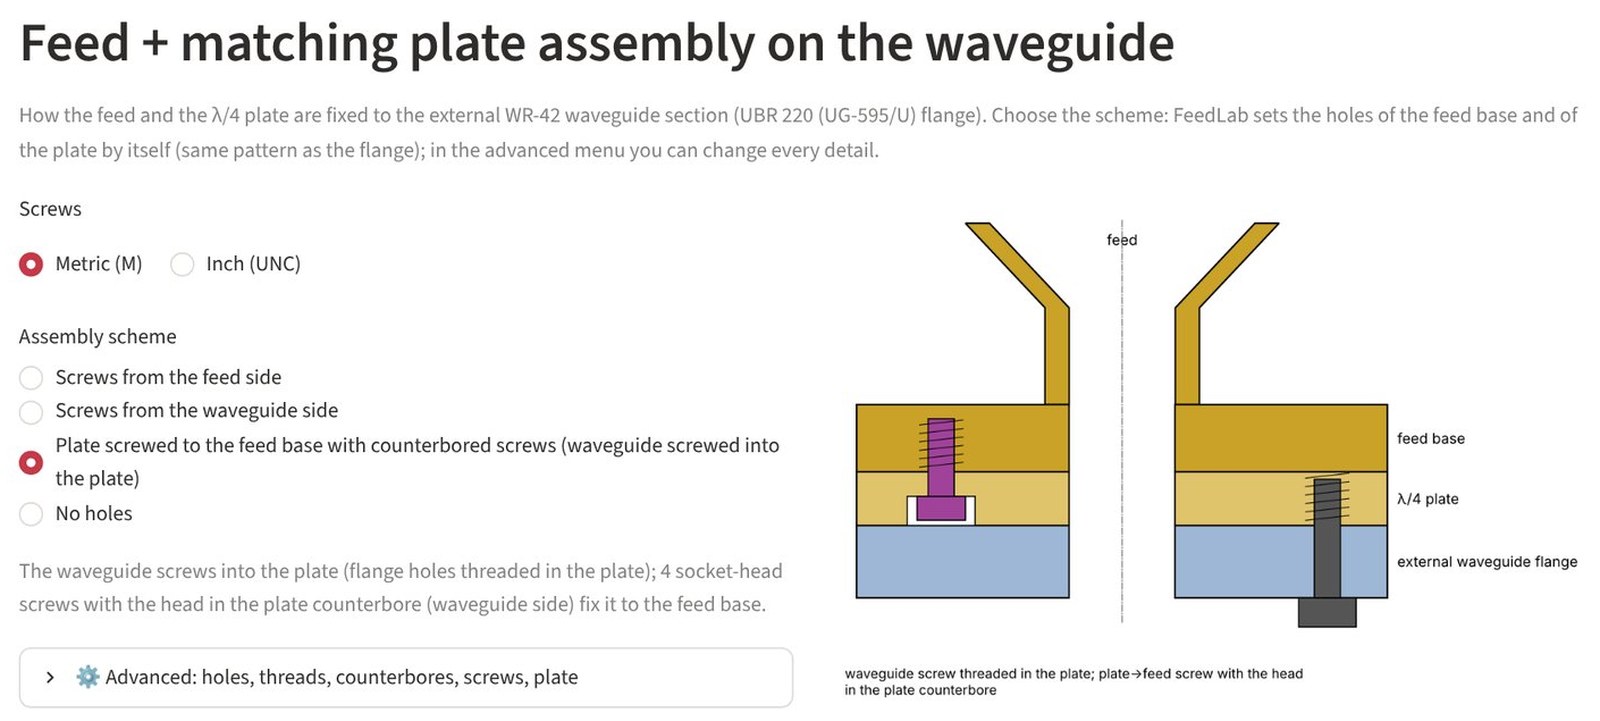 Feed + matching plate assembly on the waveguide
How the feed and the λ/4 plate are fixed to the external WR-42 waveguide section (UBR 220 (UG-595/U) flange). Choose the scheme: FeedLab sets the holes of the feed base and of
the plate by itself (same pattern as the flange); in the advanced menu you can change every detail.
Screws
Metric (M)
Inch (UNC)
Assembly scheme
Screws from the feed side
Screws from the waveguide side
Plate screwed to the feed base with counterbored screws (waveguide screwed into
the plate)
No holes
The waveguide screws into the plate (flange holes threaded in the plate); 4 socket-head
screws with the head in the plate counterbore (waveguide side) fix it to the feed base.
Advanced: holes, threads, counterbores, screws, plate
feed
feed base
λ/4 plate
external waveguide flange
waveguide screw threaded in the plate; plate→feed screw with the head
in the plate counterbore